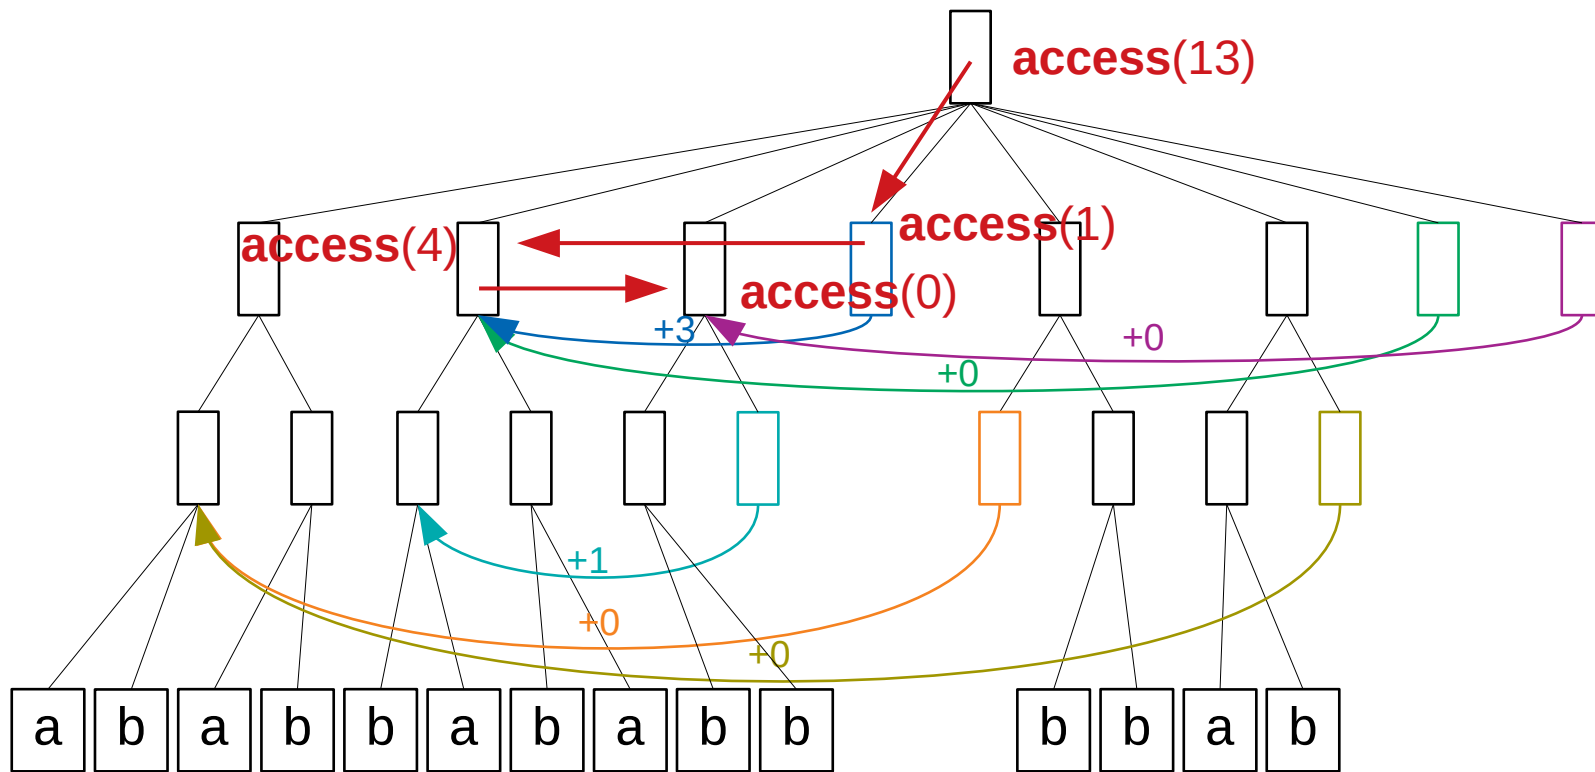 access(13)
access(4)
access(1)
access(0)
+3
+0
+0
+1
+0
+0
a b a b b a b a b b b b a b